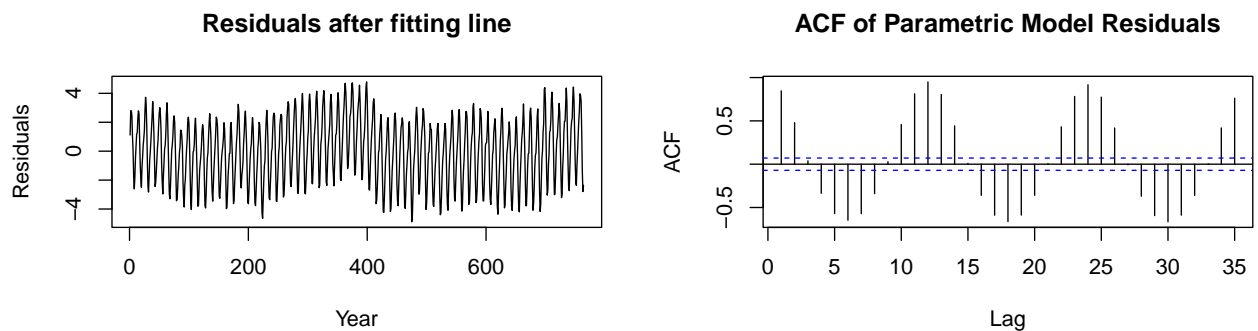 Residuals after fitting line
Residuals
4
0
−4
0 200 400 600
Year
ACF of Parametric Model Residuals
ACF
0.5
−0.5
0 5 10 15 20 25 30 35
Lag